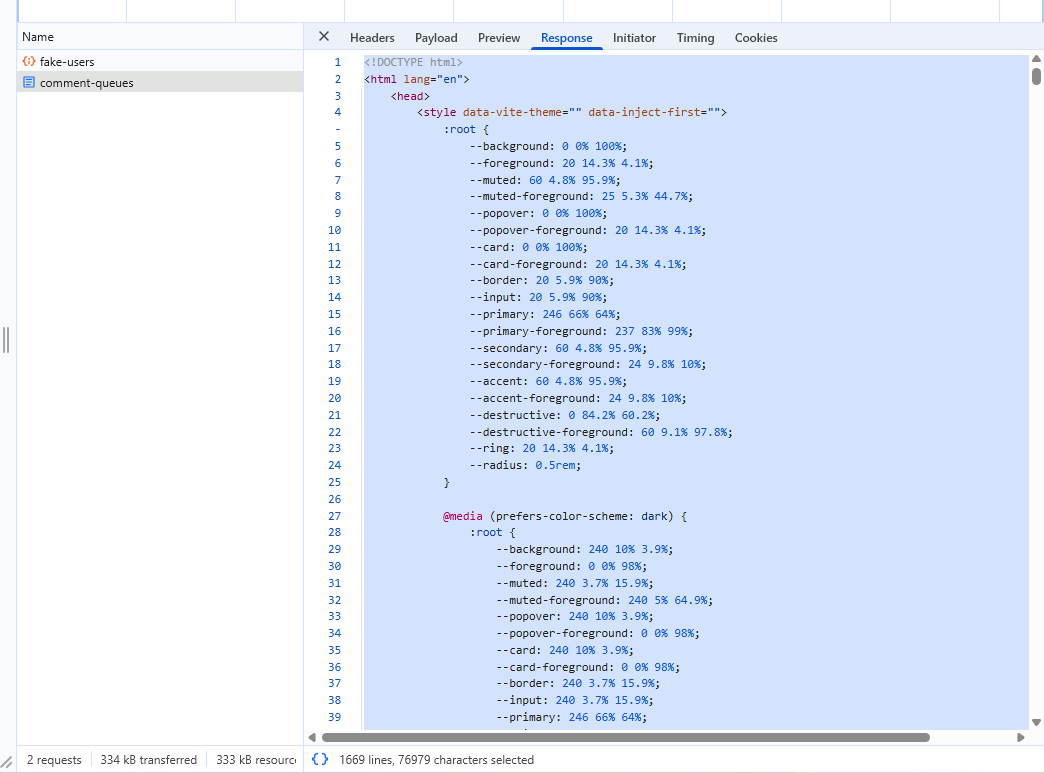 Name
fake-users
comment-queues
Headers Payload Preview Response Initiator Timing Cookies
1 <!DOCTYPE html>
2 <html lang="en">
3 <head>
4 <style data-vite-theme="" data-inject-first="">
- :root {
5 --background: 0 0% 100%;
6 --foreground: 20 14.3% 4.1%;
7 --muted: 60 4.8% 95.9%;
8 --muted-foreground: 25 5.3% 44.7%;
9 --popover: 0 0% 100%;
10 --popover-foreground: 20 14.3% 4.1%;
11 --card: 0 0% 100%;
12 --card-foreground: 20 14.3% 4.1%;
13 --border: 20 5.9% 90%;
14 --input: 20 5.9% 90%;
15 --primary: 246 66% 64%;
16 --primary-foreground: 237 83% 99%;
17 --secondary: 60 4.8% 95.9%;
18 --secondary-foreground: 24 9.8% 10%;
19 --accent: 60 4.8% 95.9%;
20 --accent-foreground: 24 9.8% 10%;
21 --destructive: 0 84.2% 60.2%;
22 --destructive-foreground: 60 9.1% 97.8%;
23 --ring: 20 14.3% 4.1%;
24 --radius: 0.5rem;
25 }
26
27 @media (prefers-color-scheme: dark) {
28 :root {
29 --background: 240 10% 3.9%;
30 --foreground: 0 0% 98%;
31 --muted: 240 3.7% 15.9%;
32 --muted-foreground: 240 5% 64.9%;
33 --popover: 240 10% 3.9%;
34 --popover-foreground: 0 0% 98%;
35 --card: 240 10% 3.9%;
36 --card-foreground: 0 0% 98%;
37 --border: 240 3.7% 15.9%;
38 --input: 240 3.7% 15.9%;
39 --primary: 246 66% 64%;
2 requests 334 kB transferred 333 kB resourc {} 1669 lines, 76979 characters selected